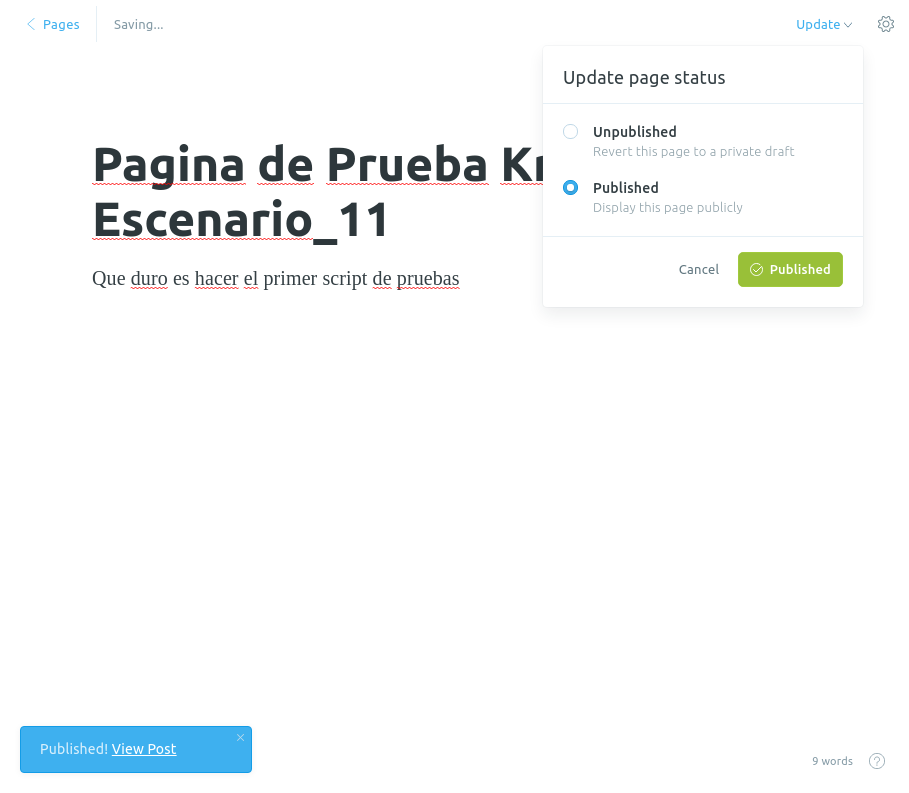 Pages
Saving...
Update
Update page status
Unpublished
Revert this page to a private draft
Published
Display this page publicly
Cancel
Published
Pagina de Prueba
Escenario_11
Que duro es hacer el primer script de pruebas
Published! View Post
9 words
?